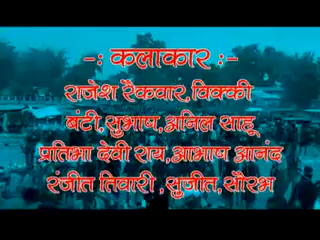 -: कलाकार :-
राजेश रैकवार,विक्की
बंटी,सुभाष,अनिल साहू
प्रतिभा देवी राय,आभाष आनंद
रंजीत तिवारी ,सुजीत,सौरभ